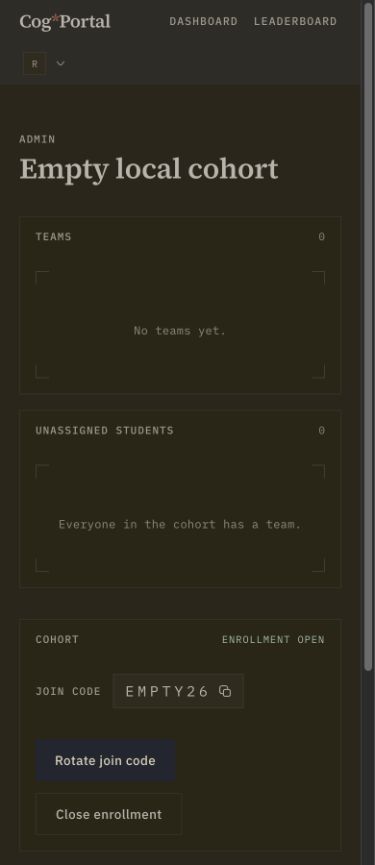 Cog*Portal
DASHBOARD LEADERBOARD
R
ADMIN
Empty local cohort
TEAMS 0
No teams yet.
UNASSIGNED STUDENTS 0
Everyone in the cohort has a team.
COHORT ENROLLMENT OPEN
JOIN CODE EMPTY26
Rotate join code
Close enrollment